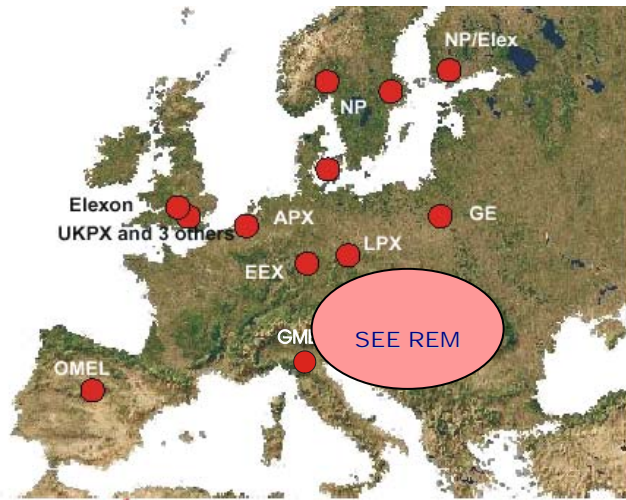 NP/Elex
NP
Elexon
APX
GE
UKPX and 3 others
LPX
EEX
GME
SEE REM
OMEL